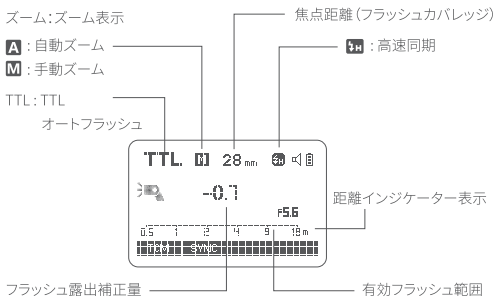 ズーム：ズーム表示
焦点距離（フラッシュカバレッジ）
A：自動ズーム
H：高速同期
M：手動ズーム
TTL：TTL
オートフラッシュ
TTL M 28mm H
-0.7
距離インジケーター表示
F5.6
0.5 1 2 4 9 18m
TCM SYNC
フラッシュ露出補正量
有効フラッシュ範囲